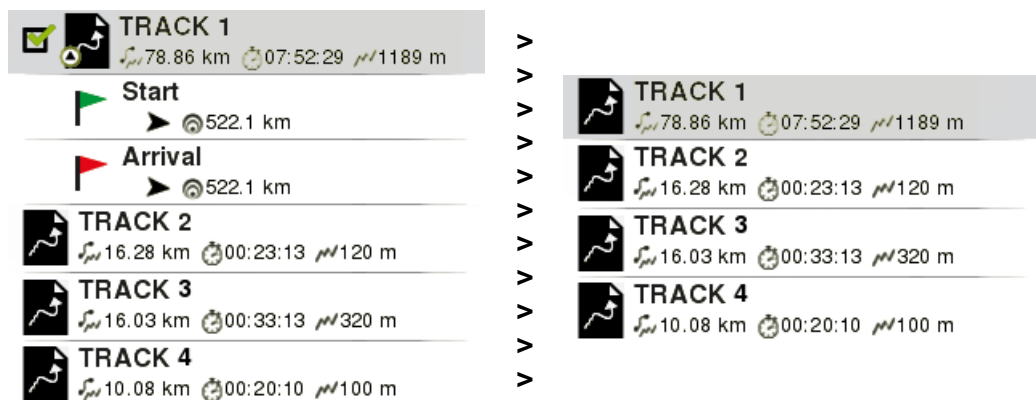 TRACK 1
78.86 km 07:52:29 1189 m
Start
522.1 km
Arrival
522.1 km
TRACK 2
16.28 km 00:23:13 120 m
TRACK 3
16.03 km 00:33:13 320 m
TRACK 4
10.08 km 00:20:10 100 m
>
>
>
>
>
>
>
>
>
>
>
TRACK 1
78.86 km 07:52:29 1189 m
TRACK 2
16.28 km 00:23:13 120 m
TRACK 3
16.03 km 00:33:13 320 m
TRACK 4
10.08 km 00:20:10 100 m